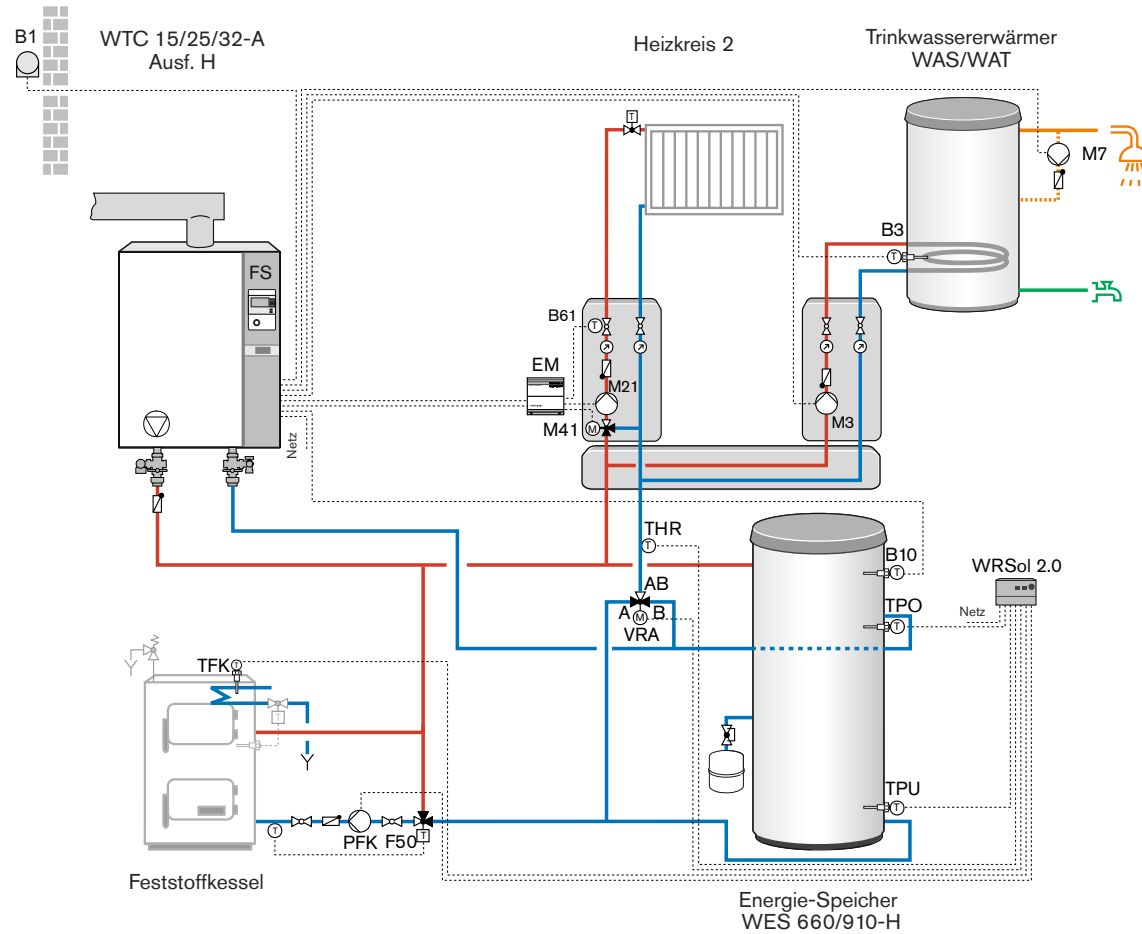 B1
WTC 15/25/32-A
Ausf. H
Heizkreis 2
Trinkwassererwärmer
WAS/WAT
T
M7
B3
T
FS
B61
T
EM
M21
M41
M
M3
Netz
THR
T
AB
A
B
M
VRA
B10
T
WRSol 2.0
TPO
T
Netz
TFK
T
T
TPU
T
T
PFK
F50
T
Feststoffkessel
Energie-Speicher
WES 660/910-H